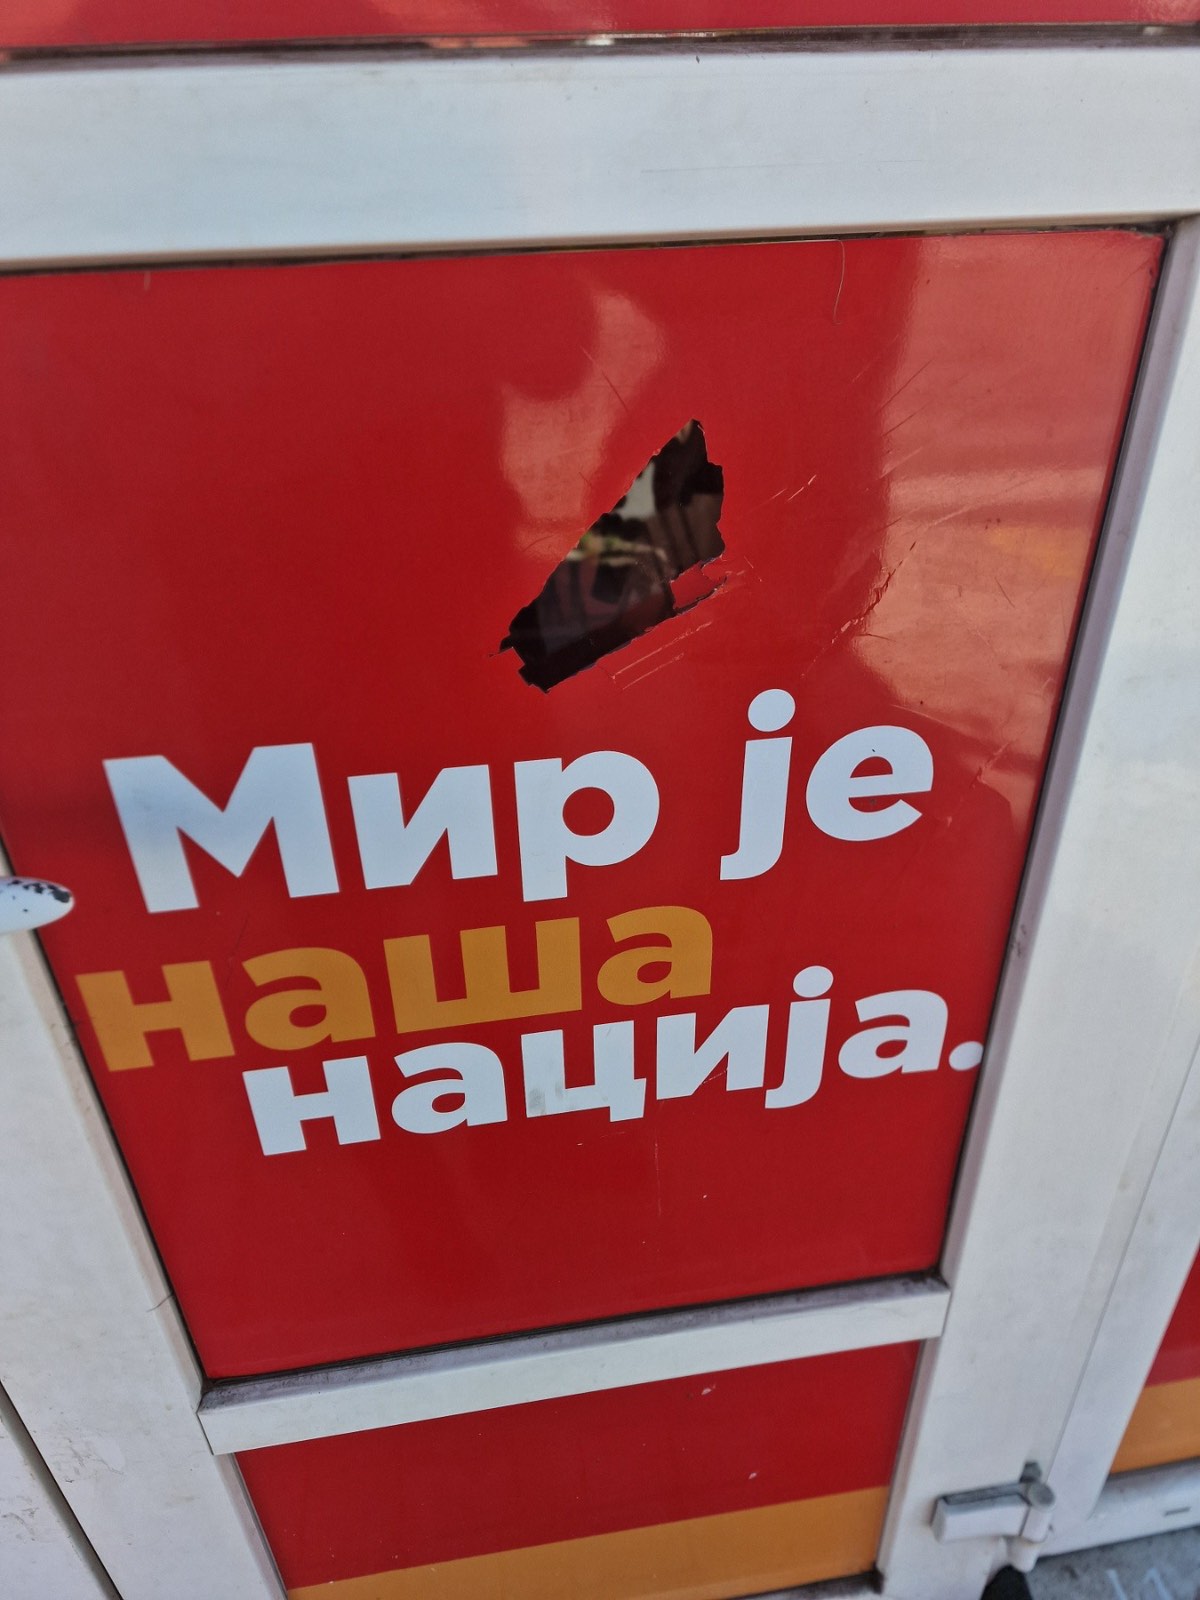 Мир је
наша
нација.